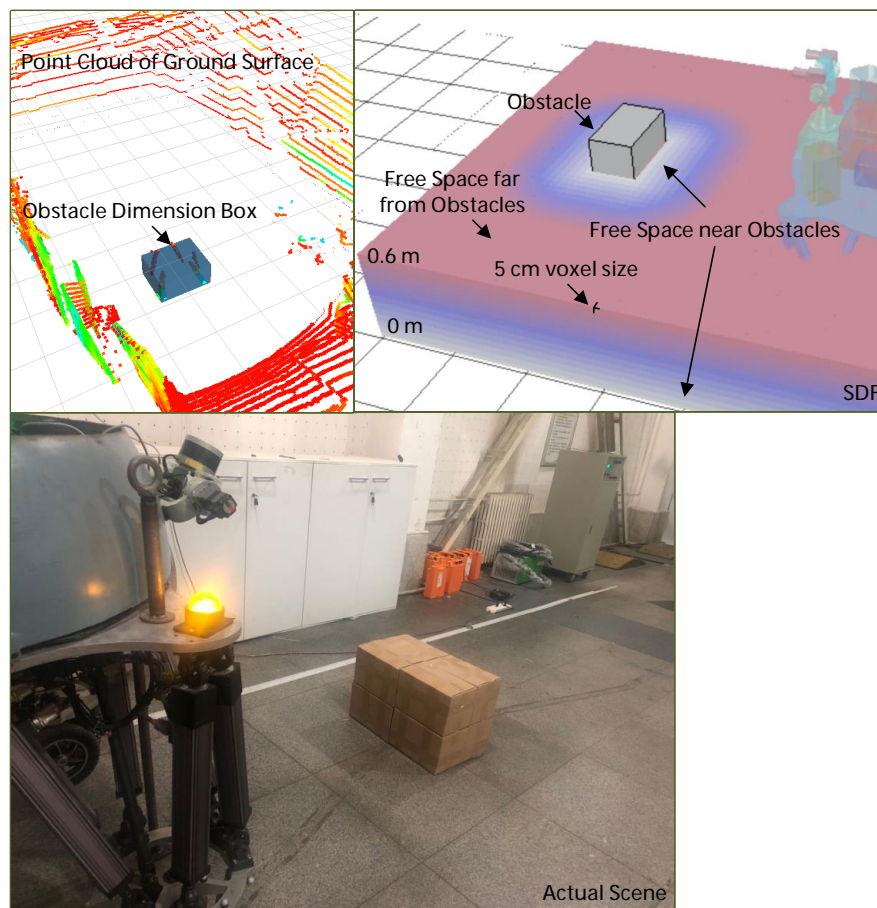 Point Cloud of Ground Surface
Obstacle Dimension Box
Obstacle
Free Space far
from Obstacles
Free Space near Obstacles
0.6 m
5 cm voxel size
0 m
SDF
Actual Scene